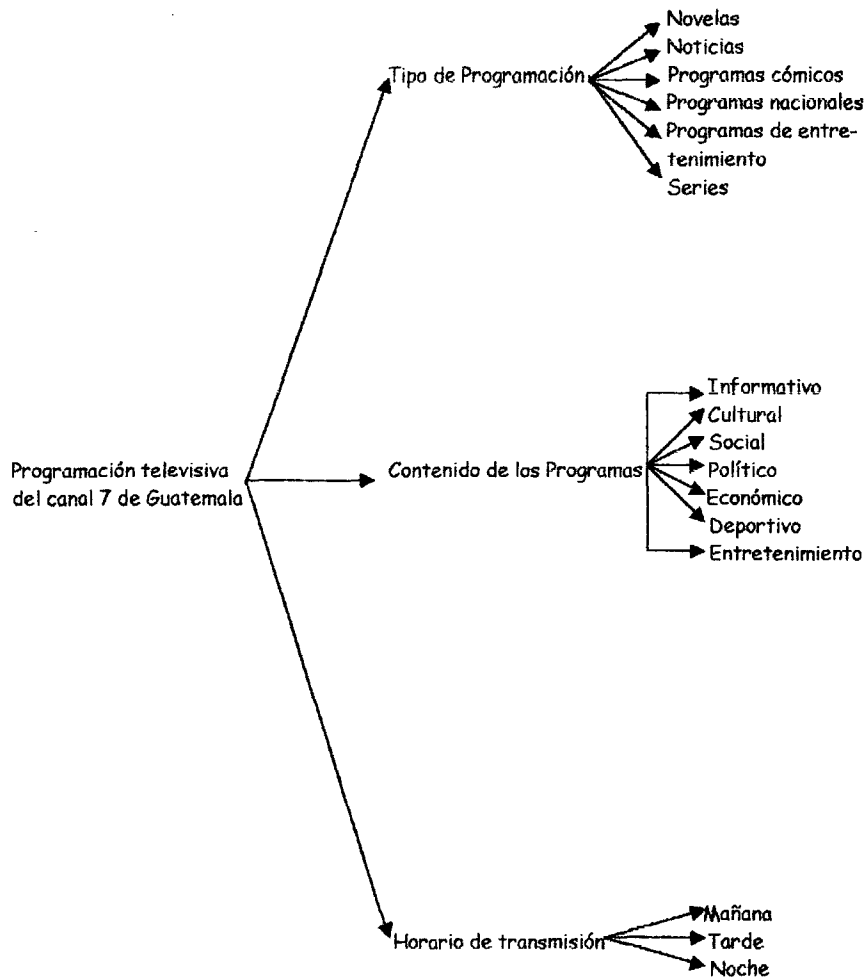 Novelas
Noticias
Tipo de Programación
Programas cómicos
Programas nacionales
Programas de entre-
tenimiento
Series
Informativo
Cultural
Social
Programación televisiva
del canal 7 de Guatemala
Contenido de los Programas
Político
Económico
Deportivo
Entretenimiento
Mañana
Horario de transmisión
Tarde
Noche